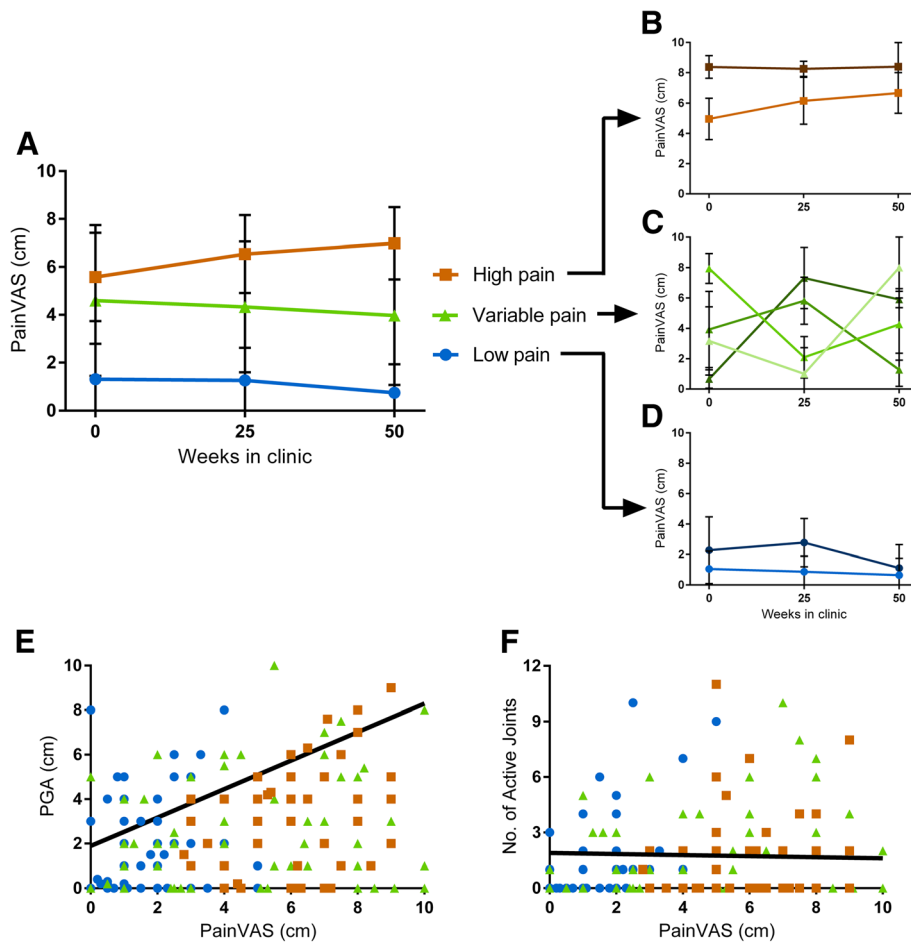 A
PainVAS (cm)
10
8
6
4
2
0
0 25 50
Weeks in clinic
High pain
Variable pain
Low pain
B
PainVAS (cm)
10
8
6
4
2
0
0 25 50
C
PainVAS (cm)
10
8
6
4
2
0
0 25 50
D
PainVAS (cm)
10
8
6
4
2
0
0 25 50
Weeks in clinic
E
PGA (cm)
10
8
6
4
2
0
0 2 4 6 8 10
PainVAS (cm)
F
No. of Active Joints
12
9
6
3
0
0 2 4 6 8 10
PainVAS (cm)